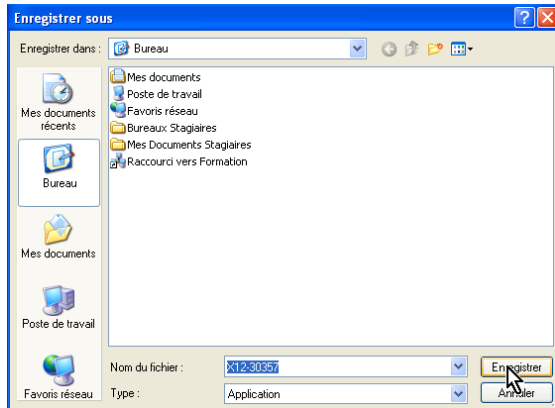 Enregistrer sous
Enregistrer dans :
Bureau
Mes documents récents
Bureau
Mes documents
Poste de travail
Favoris réseau
Mes documents
Poste de travail
Favoris réseau
Bureaux Stagiaires
Mes Documents Stagiaires
Raccourci vers Formation
Nom du fichier :
X12-30357
Enregistrer
Type :
Application
Annuler